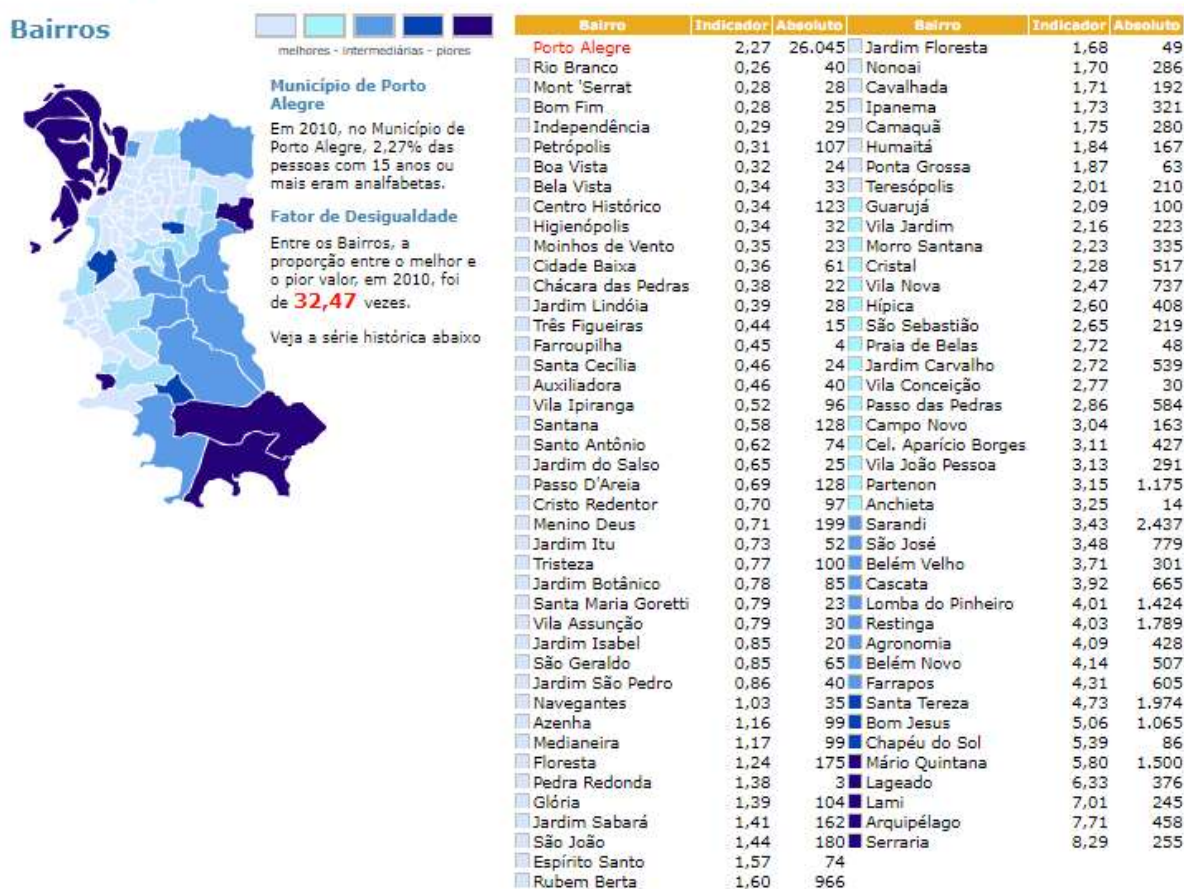 Bairros
melhores - intermediárias - piores
Município de Porto
Alegre
Em 2010, no Município de
Porto Alegre, 2,27% das
pessoas com 15 anos ou
mais eram analfabetas.
Fator de Desigualdade
Entre os Bairros, a
proporção entre o melhor e
o pior valor, em 2010, foi
de 32,47 vezes.
Veja a série histórica abaixo
Bairro Indicador Absoluto Bairro Indicador Absoluto
Porto Alegre 2,27 26.045 Jardim Floresta 1,68 49
Rio Branco 0,26 40 Nonoai 1,70 286
Mont 'Serrat 0,28 28 Cavalhada 1,71 192
Bom Fim 0,28 25 Ipanema 1,73 321
Independência 0,29 29 Camaquã 1,75 280
Petrópolis 0,31 107 Humaitá 1,84 167
Boa Vista 0,32 24 Ponta Grossa 1,87 63
Bela Vista 0,34 33 Teresópolis 2,01 210
Centro Histórico 0,34 123 Guarujá 2,09 100
Higienópolis 0,34 32 Vila Jardim 2,16 223
Moinhos de Vento 0,35 23 Morro Santana 2,23 335
Cidade Baixa 0,36 61 Cristal 2,28 517
Chácara das Pedras 0,38 22 Vila Nova 2,47 737
Jardim Lindóia 0,39 28 Hípica 2,60 408
Três Figueiras 0,44 15 São Sebastião 2,65 219
Farroupilha 0,45 4 Praia de Belas 2,72 48
Santa Cecília 0,46 24 Jardim Carvalho 2,72 539
Auxiliadora 0,46 40 Vila Conceição 2,77 30
Vila Ipiranga 0,52 96 Passo das Pedras 2,86 584
Santana 0,58 128 Campo Novo 3,04 163
Santo Antônio 0,62 74 Cel. Aparício Borges 3,11 427
Jardim do Salso 0,65 25 Vila João Pessoa 3,13 291
Passo D'Areia 0,69 128 Partenon 3,15 1.175
Cristo Redentor 0,70 97 Anchieta 3,25 14
Menino Deus 0,71 199 Sarandi 3,43 2.437
Jardim Itu 0,73 52 São José 3,48 779
Tristeza 0,77 100 Belém Velho 3,71 301
Jardim Botânico 0,78 85 Cascata 3,92 665
Santa Maria Goretti 0,79 23 Lomba do Pinheiro 4,01 1.424
Vila Assunção 0,79 30 Restinga 4,03 1.789
Jardim Isabel 0,85 20 Agronomia 4,09 428
São Geraldo 0,85 65 Belém Novo 4,14 507
Jardim São Pedro 0,86 40 Farrapos 4,31 605
Navegantes 1,03 35 Santa Tereza 4,73 1.974
Azenha 1,16 99 Bom Jesus 5,06 1.065
Medianeira 1,17 99 Chapéu do Sol 5,39 86
Floresta 1,24 175 Mário Quintana 5,80 1.500
Pedra Redonda 1,38 3 Lageado 6,33 376
Glória 1,39 104 Lami 7,01 245
Jardim Sabará 1,41 162 Arquipélago 7,71 458
São João 1,44 180 Serraria 8,29 255
Espírito Santo 1,57 74
Rubem Berta 1,60 966